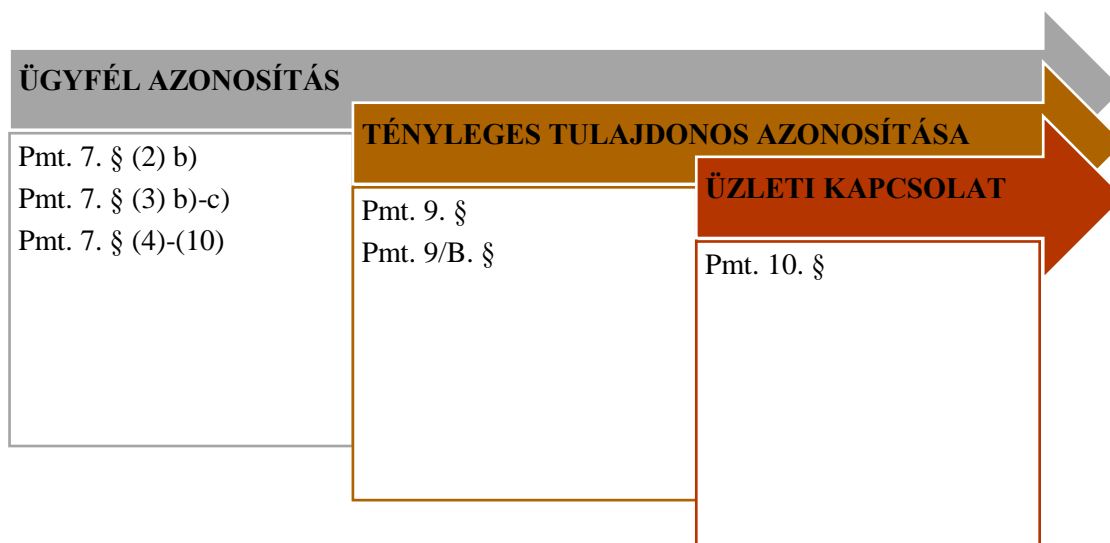 ÜGYFÉL AZONOSÍTÁS
Pmt. 7. § (2) b)
Pmt. 7. § (3) b)-c)
Pmt. 7. § (4)-(10)
TÉNYLEGES TULAJDONOS AZONOSÍTÁSA
Pmt. 9. §
Pmt. 9/B. §
ÜZLETI KAPCSOLAT
Pmt. 10. §